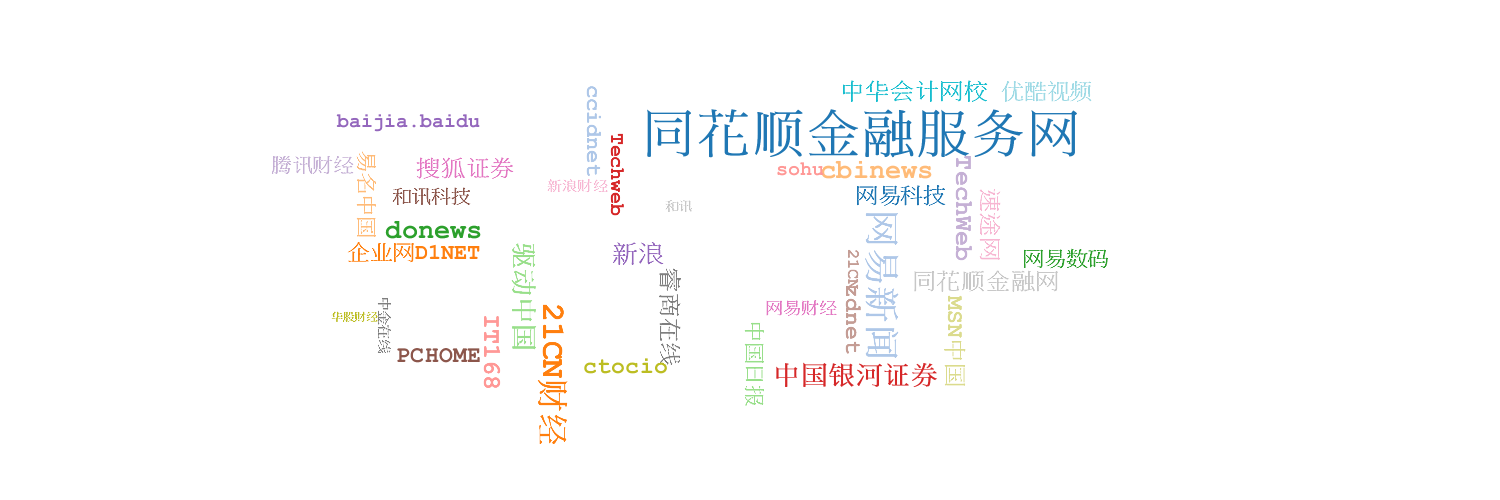 中华会计网校
优酷视频
ccidnet
baijia.baidu
同花顺金融服务网
Techweb
腾讯财经
易名中国
搜狐证券
sohu
cbinews
TechWeb
新浪财经
和讯科技
网易科技
速途网
和讯
donews
网易新闻
企业网D1NET
驱动中国
新浪
21CN
网易数码
睿商在线
同花顺金融网
zdnet
中金在线
华股财经
网易财经
MSN中国
21CN财经
IT168
中国日报
PCHOME
ctocio
中国银河证券